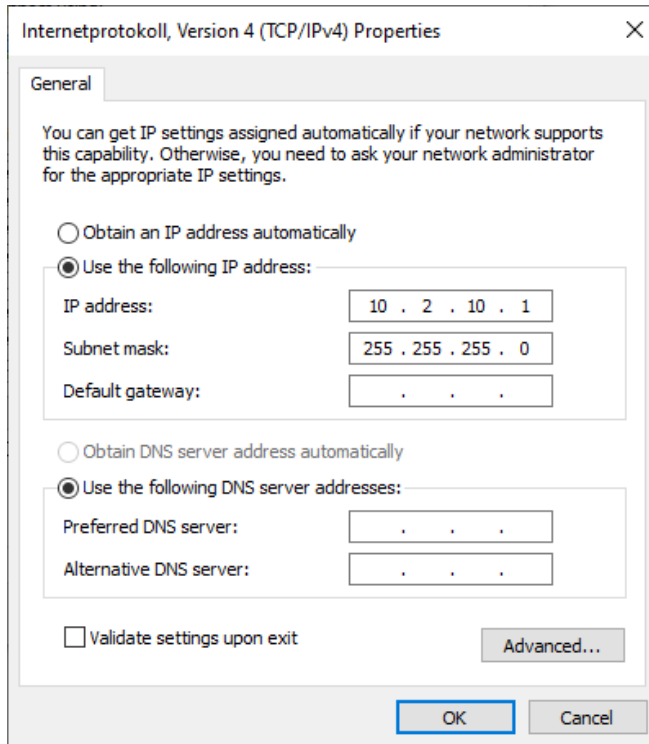 Internetprotokoll, Version 4 (TCP/IPv4) Properties
General
You can get IP settings assigned automatically if your network supports
this capability. Otherwise, you need to ask your network administrator
for the appropriate IP settings.
Obtain an IP address automatically
Use the following IP address:
IP address: 10 . 2 . 10 . 1
Subnet mask: 255 . 255 . 255 . 0
Default gateway: . . .
Obtain DNS server address automatically
Use the following DNS server addresses:
Preferred DNS server: . . .
Alternative DNS server: . . .
Validate settings upon exit
Advanced...
OK Cancel